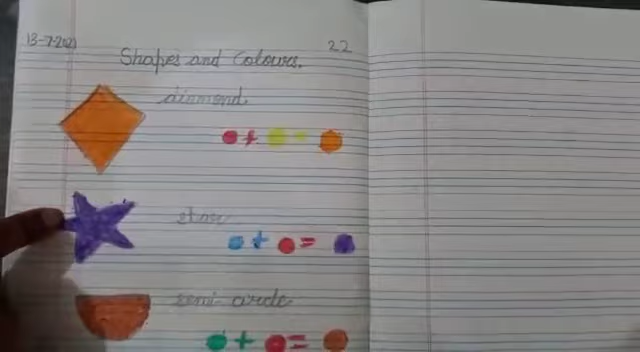 13-7-2021
22
Shapes and Colours.
diamond
+ =
star
+ =
semi circle
+ =